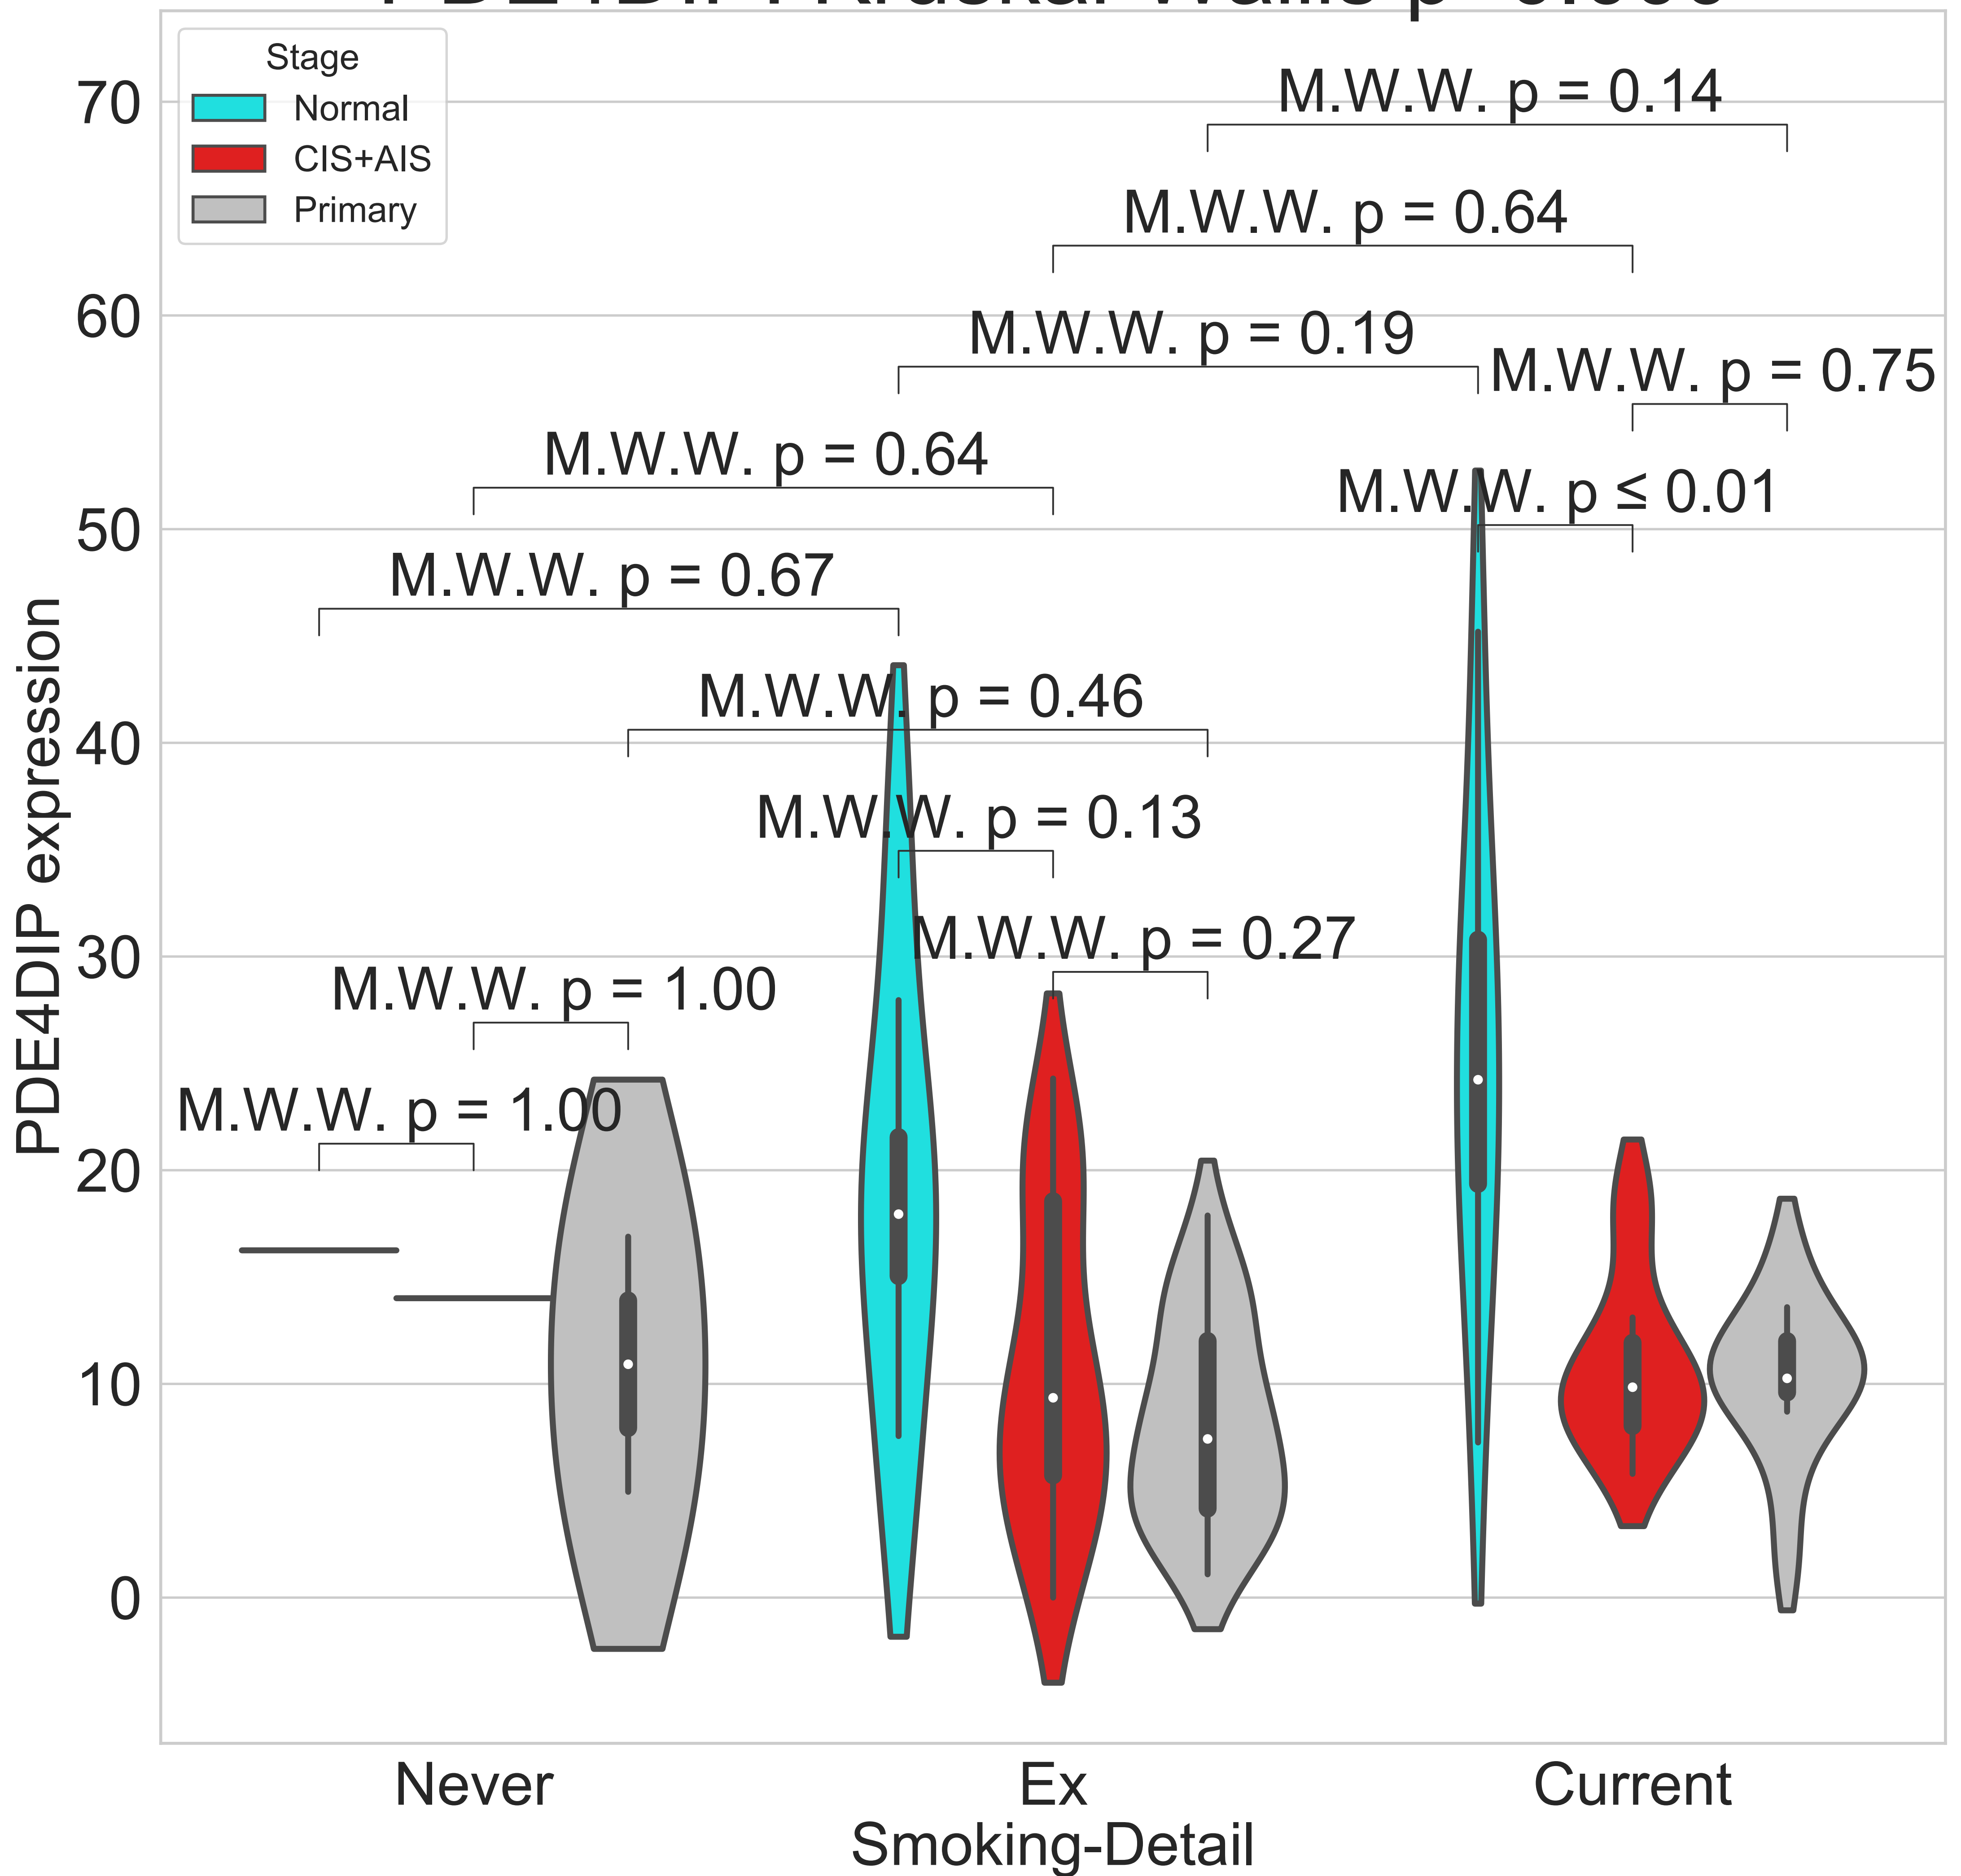 Stage
Normal
CIS+AIS
Primary
M.W.W. p = 0.14
M.W.W. p = 0.64
M.W.W. p = 0.19
M.W.W. p = 0.75
M.W.W. p = 0.64
M.W.W. p ≤ 0.01
M.W.W. p = 0.67
M.W.W. p = 0.46
M.W.W. p = 0.13
M.W.W. p = 0.27
M.W.W. p = 1.00
M.W.W. p = 1.00
70
60
50
40
30
20
10
0
PDE4DIP expression
Never
Ex
Current
Smoking-Detail